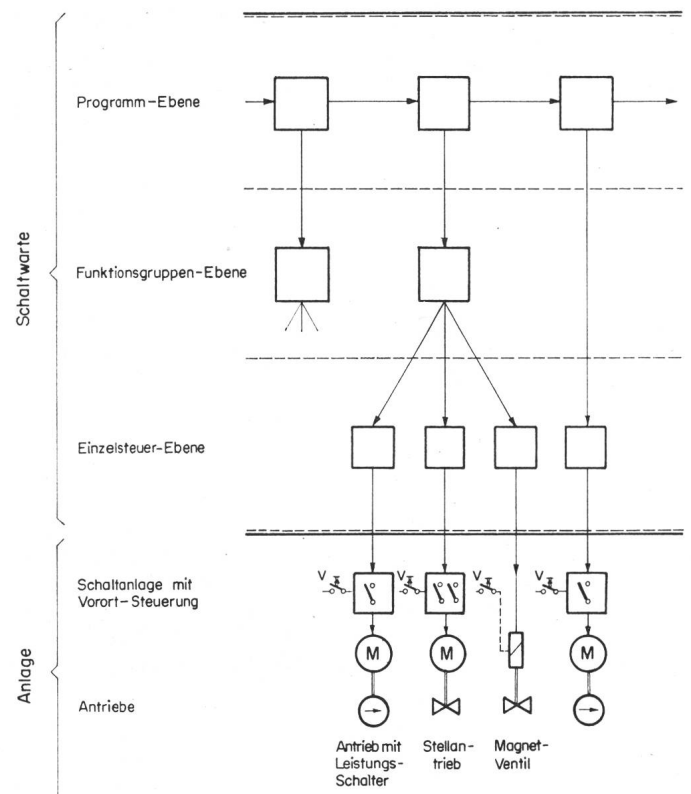 Programm-Ebene
Schaltwarte
Funktionsgruppen-Ebene
Einzelsteuer-Ebene
Anlage
Schaltanlage mit
Vorort-Steuerung
V
V
V
V
M
M
M
Antriebe
Antrieb mit
Leistungs-
Schalter
Stellan-
trieb
Magnet-
Ventil